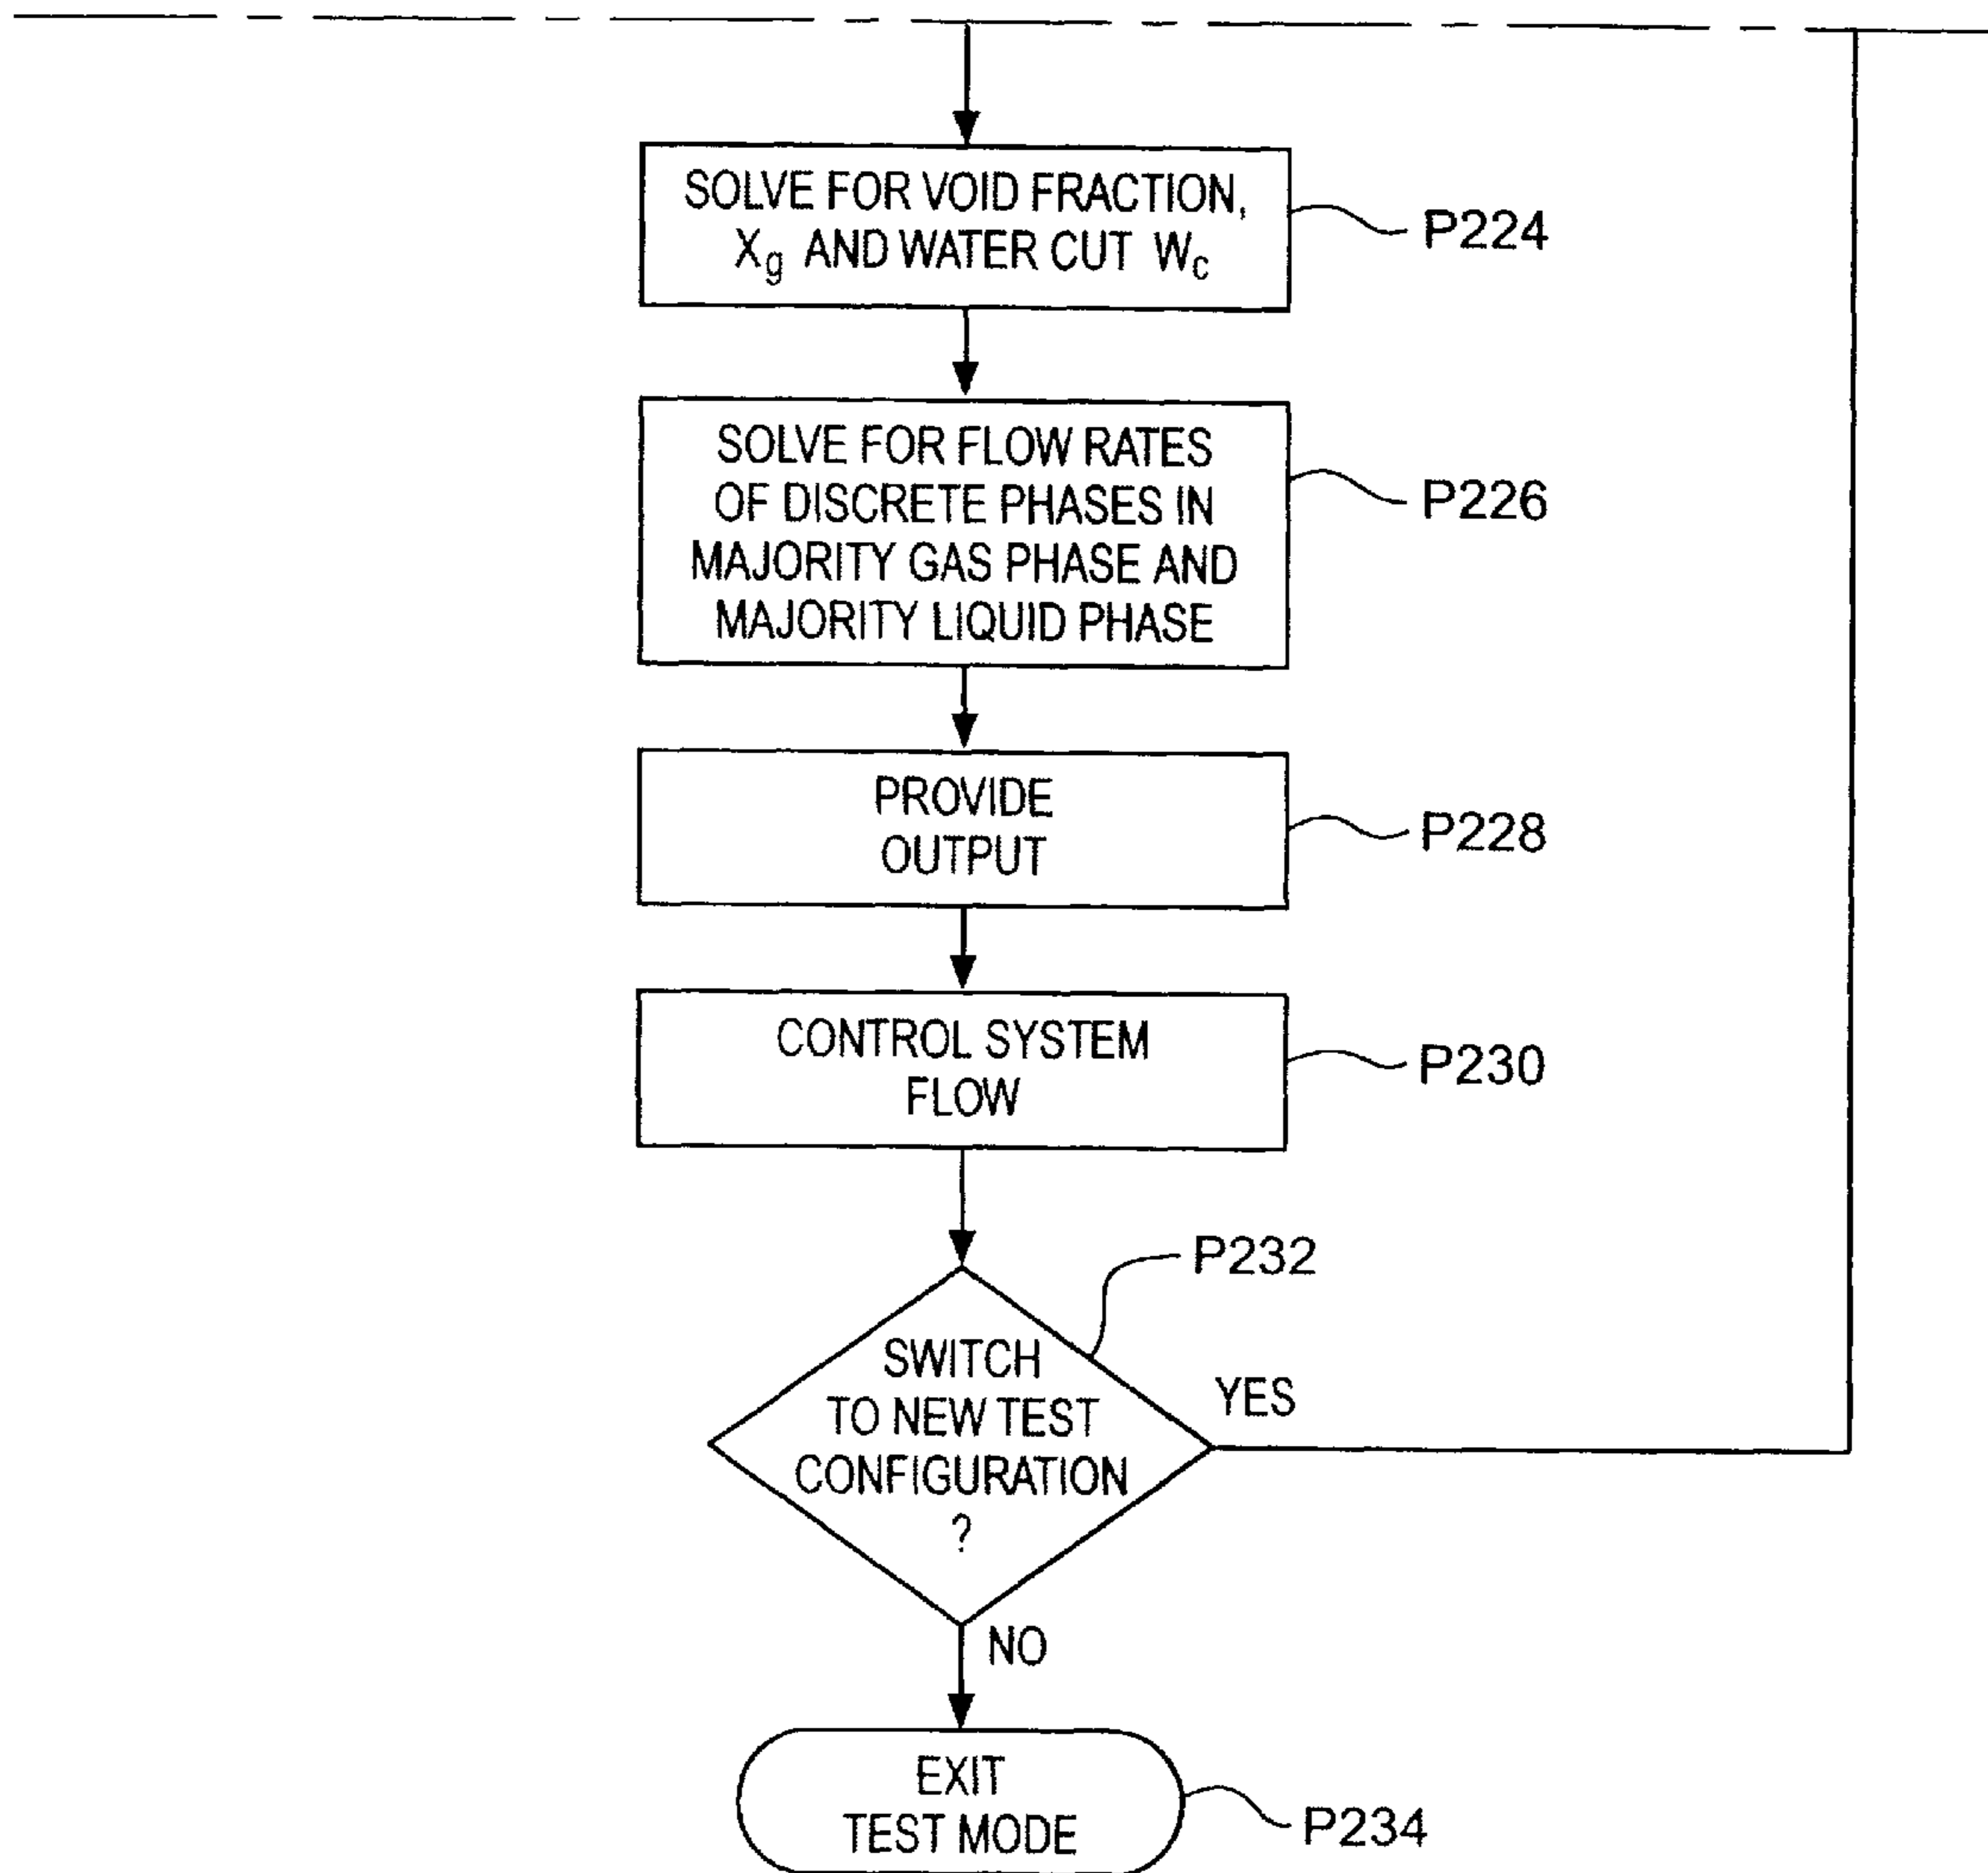 SOLVE FOR VOID FRACTION,
Xg AND WATER CUT Wc
P224
SOLVE FOR FLOW RATES
OF DISCRETE PHASES IN
MAJORITY GAS PHASE AND
MAJORITY LIQUID PHASE
P226
PROVIDE
OUTPUT
P228
CONTROL SYSTEM
FLOW
P230
P232
SWITCH
TO NEW TEST
CONFIGURATION
?
YES
NO
EXIT
TEST MODE
P234